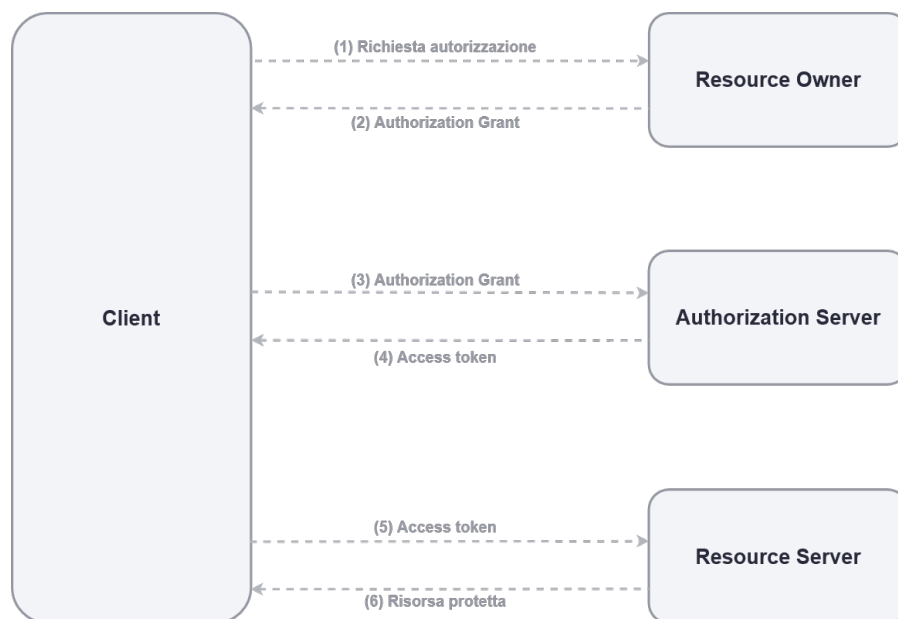 (1) Richiesta autorizzazione
Resource Owner
(2) Authorization Grant
(3) Authorization Grant
Client
Authorization Server
(4) Access token
(5) Access token
Resource Server
(6) Risorsa protetta